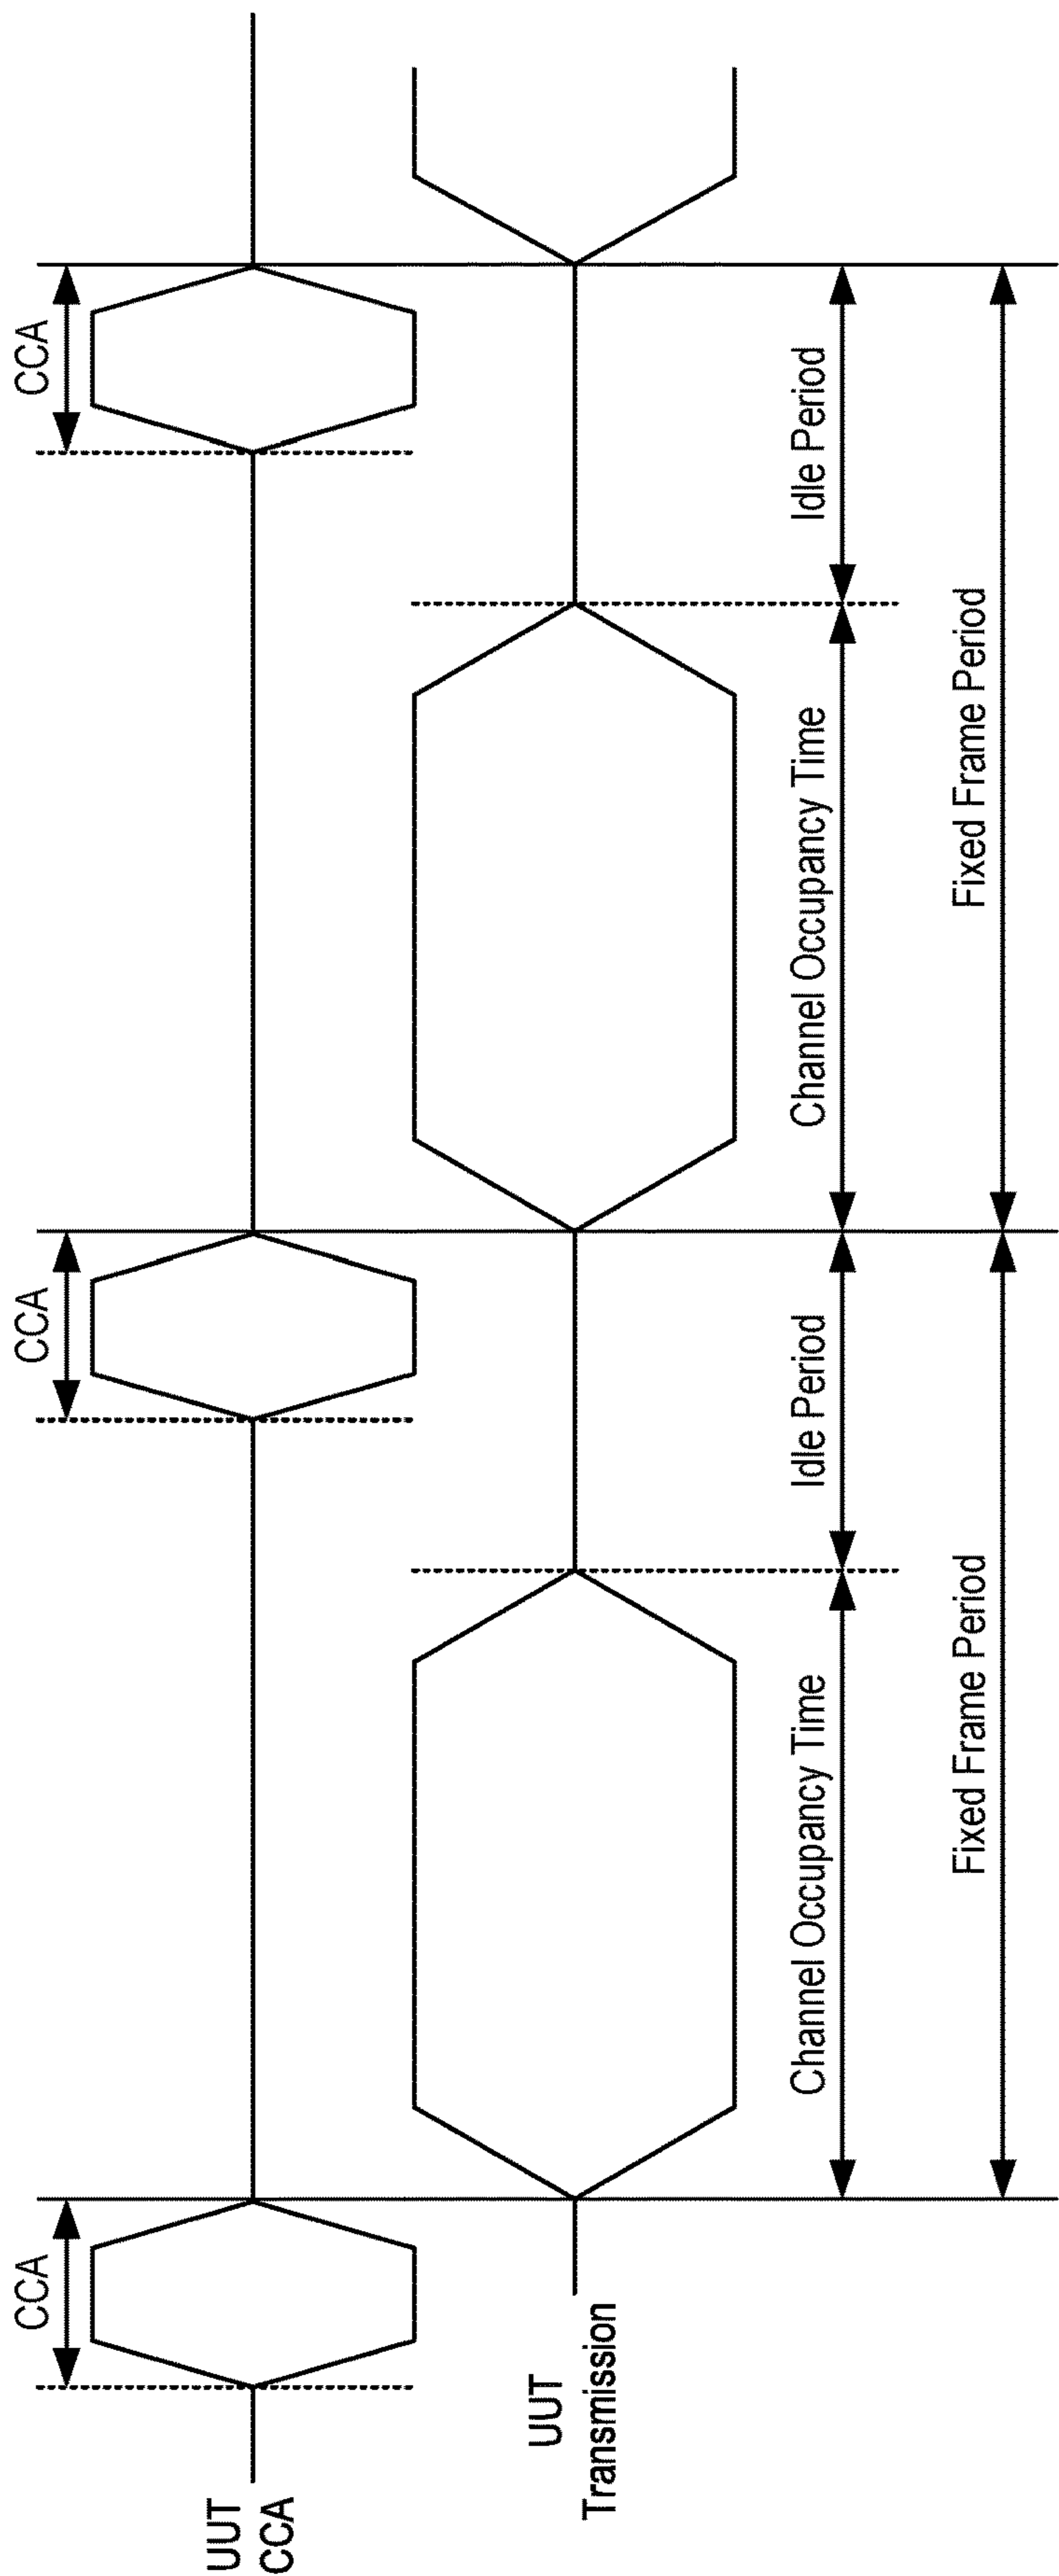 CCA
CCA
CCA
UUT
CCA
UUT
Transmission
Channel Occupancy Time
Idle Period
Channel Occupancy Time
Idle Period
Fixed Frame Period
Fixed Frame Period